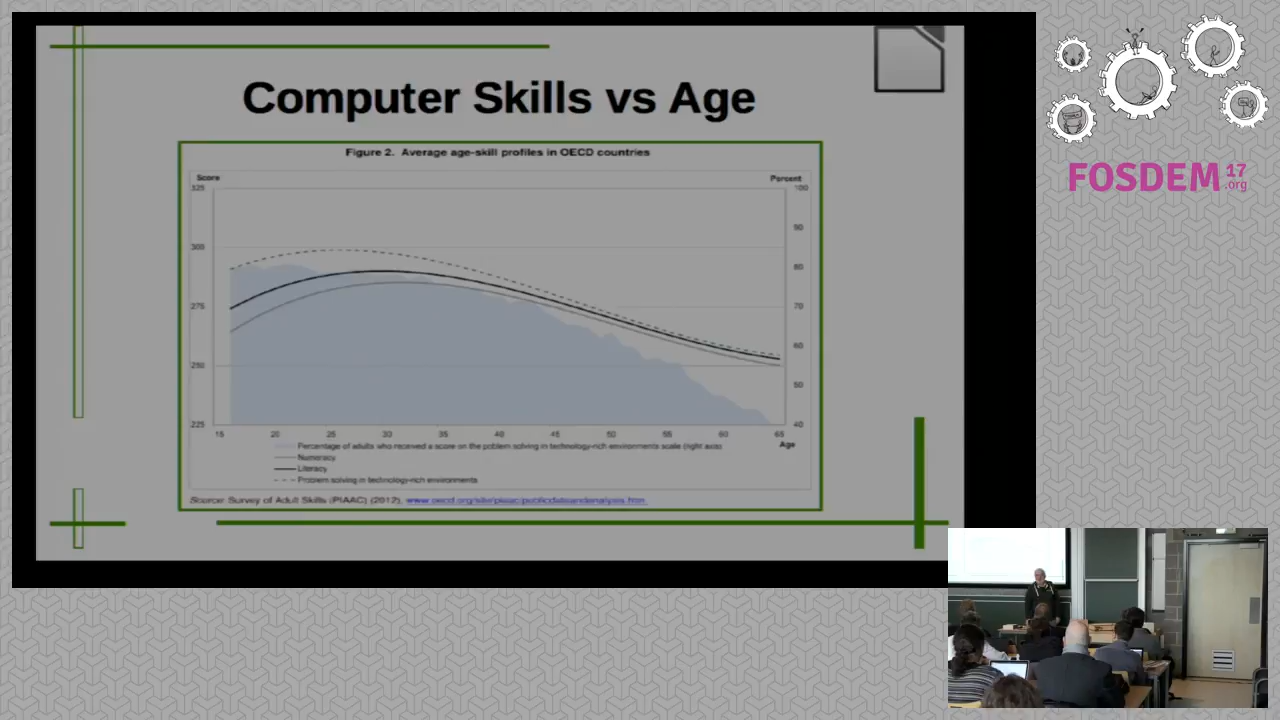 Computer Skills vs Age
Figure 2. Average age-skill profiles in OECD countries
Score
Percent
325
100
90
300
80
275
70
60
250
50
225
40
15 20 25 30 35 40 45 50 55 60 65
Age
Percentage of adults who received a score on the problem solving in technology-rich environments scale (right axis)
Numeracy
Literacy
Problem solving in technology-rich environments
Source: Survey of Adult Skills (PIAAC) (2012), www.oecd.org/site/piaac/publicdataandanalysis.htm.
FOSDEM 17
.org